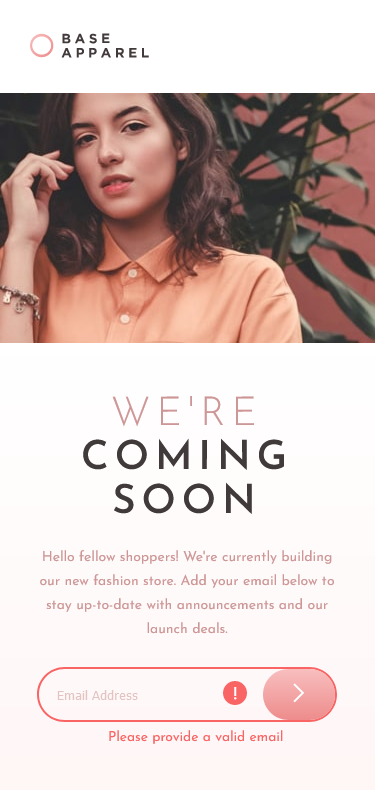 BASE
APPAREL
WE'RE
COMING
SOON
Hello fellow shoppers! We're currently building
our new fashion store. Add your email below to
stay up-to-date with announcements and our
launch deals.
Email Address
!
Please provide a valid email